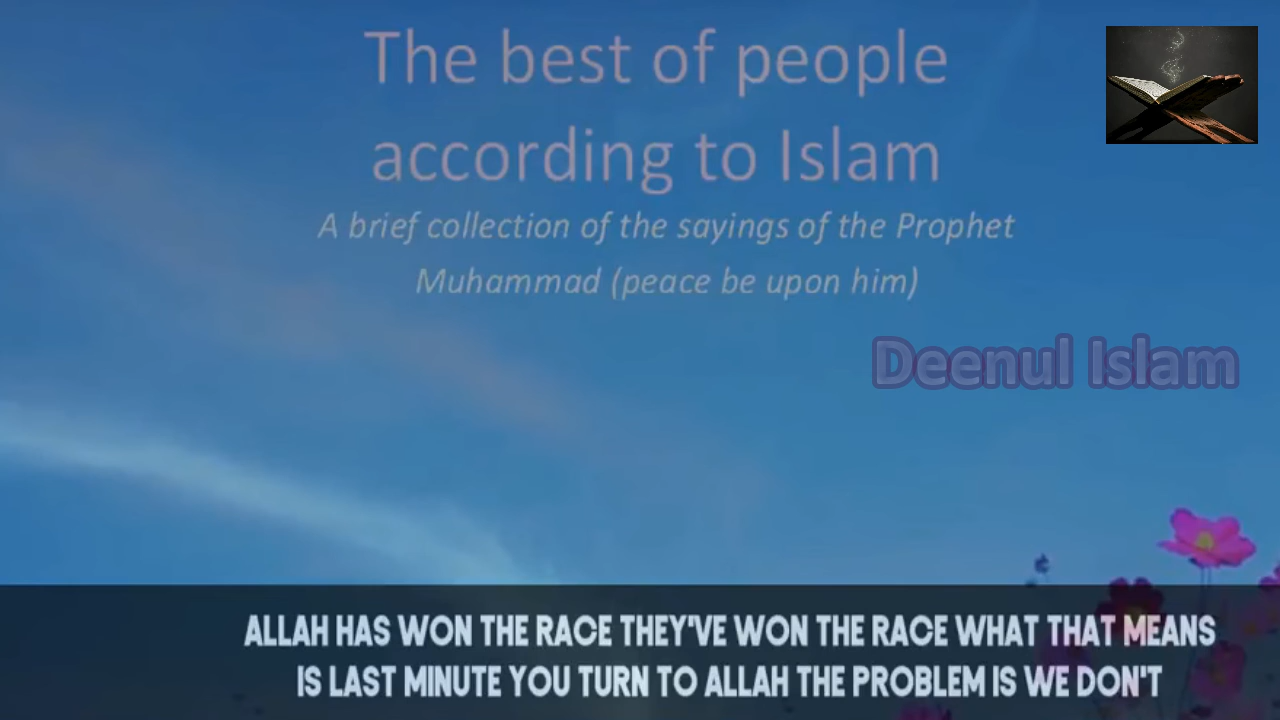 The best of people
according to Islam
A brief collection of the sayings of the Prophet
Muhammad (peace be upon him)
Deenul Islam
ALLAH HAS WON THE RACE THEY'VE WON THE RACE WHAT THAT MEANS
IS LAST MINUTE YOU TURN TO ALLAH THE PROBLEM IS WE DON'T